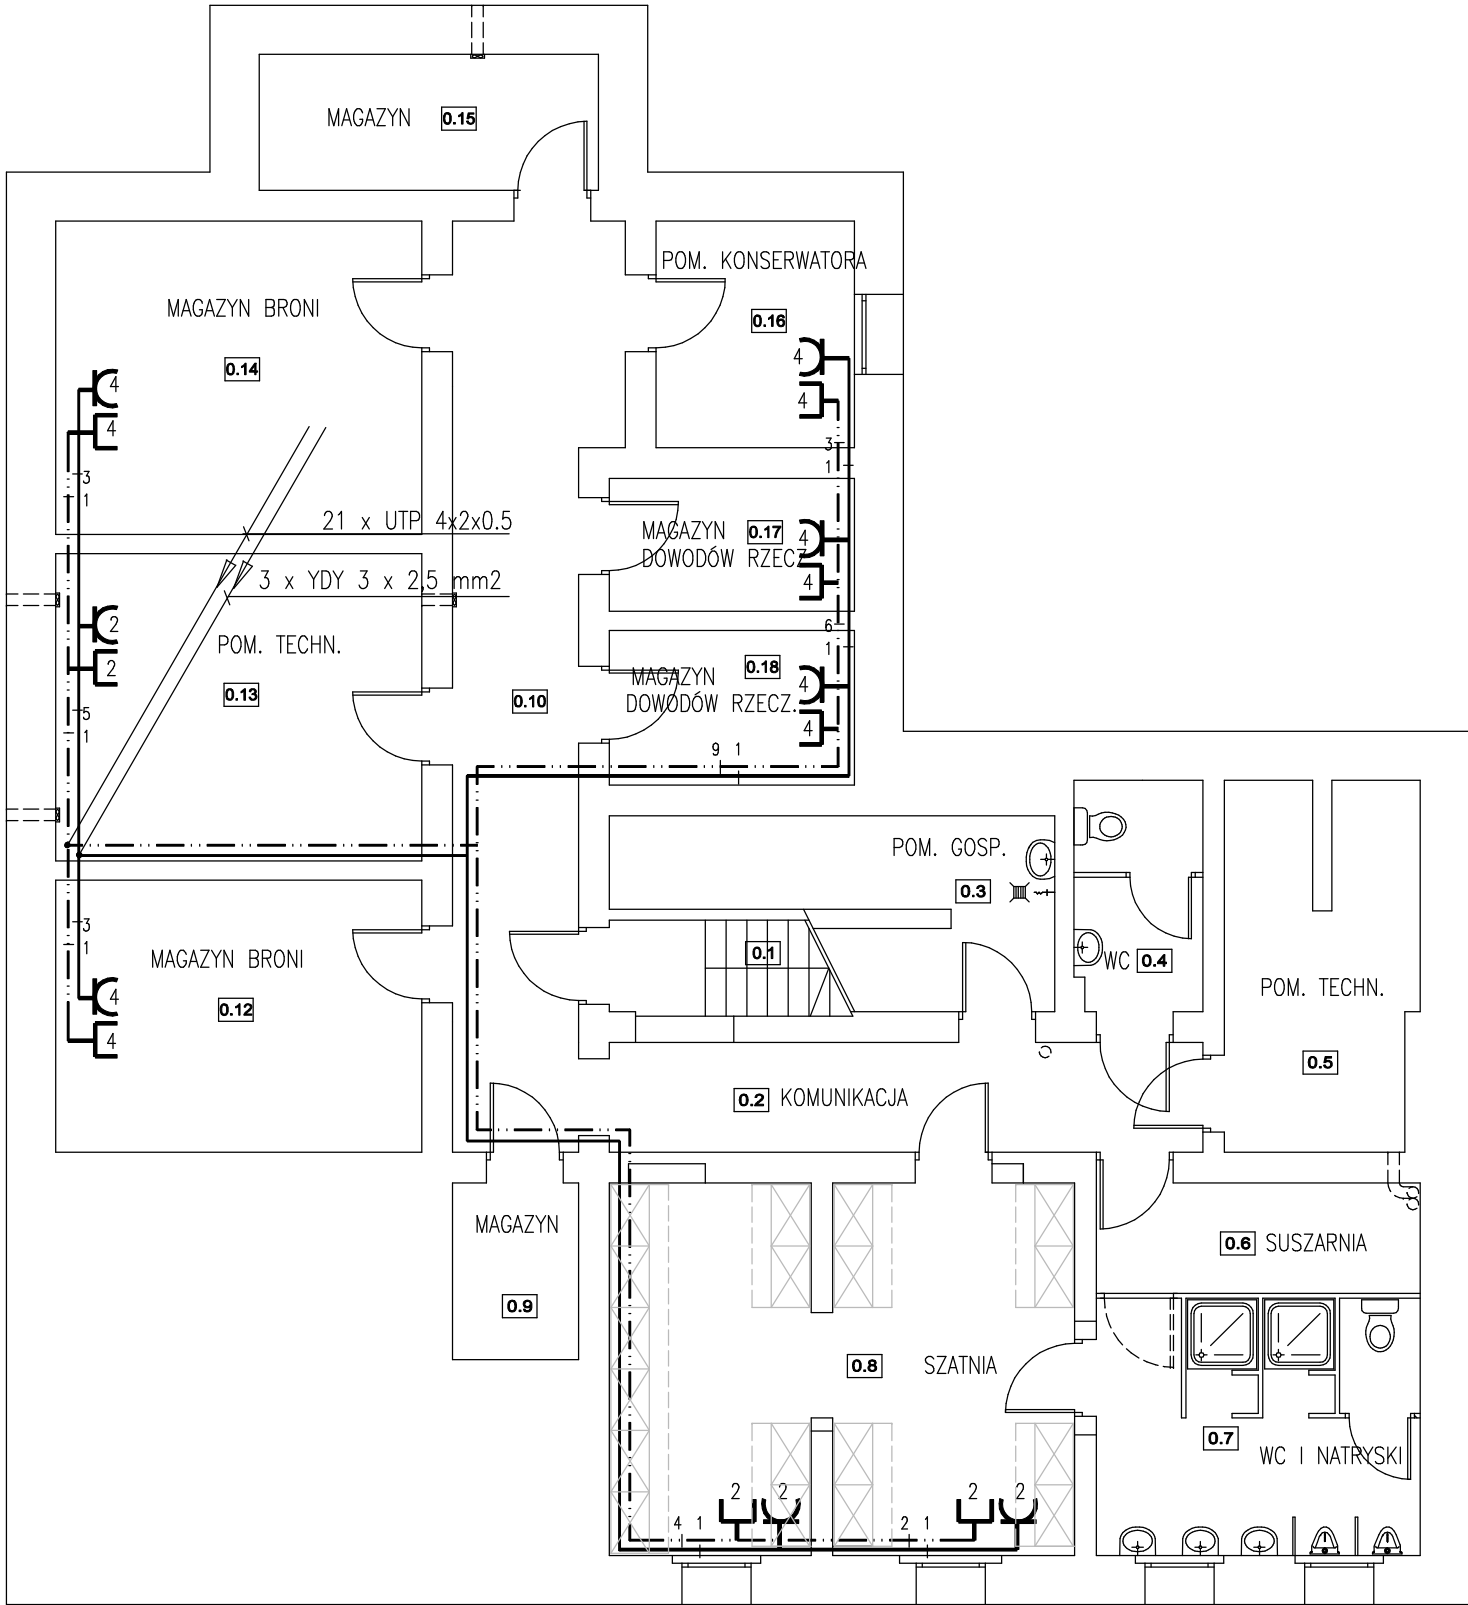 MAGAZYN 0.15
POM. KONSERWATORA
0.16
4
4
3
1
MAGAZYN BRONI
0.14
4
4
3
1
21 x UTP 4x2x0.5
3 x YDY 3 x 2,5 mm2
MAGAZYN 0.17
DOWODÓW RZECZ.
4
4
6
1
2
2
POM. TECHN.
0.13
5
1
0.10
MAGAZYN 0.18
DOWODÓW RZECZ.
4
4
9 1
POM. GOSP.
0.3
3
1
MAGAZYN BRONI
0.12
4
4
0.1
WC 0.4
POM. TECHN.
0.5
0.2 KOMUNIKACJA
MAGAZYN
0.9
0.6 SUSZARNIA
0.8 SZATNIA
0.7
WC I NATRYSKI
2 2 2 2
4 1 2 1